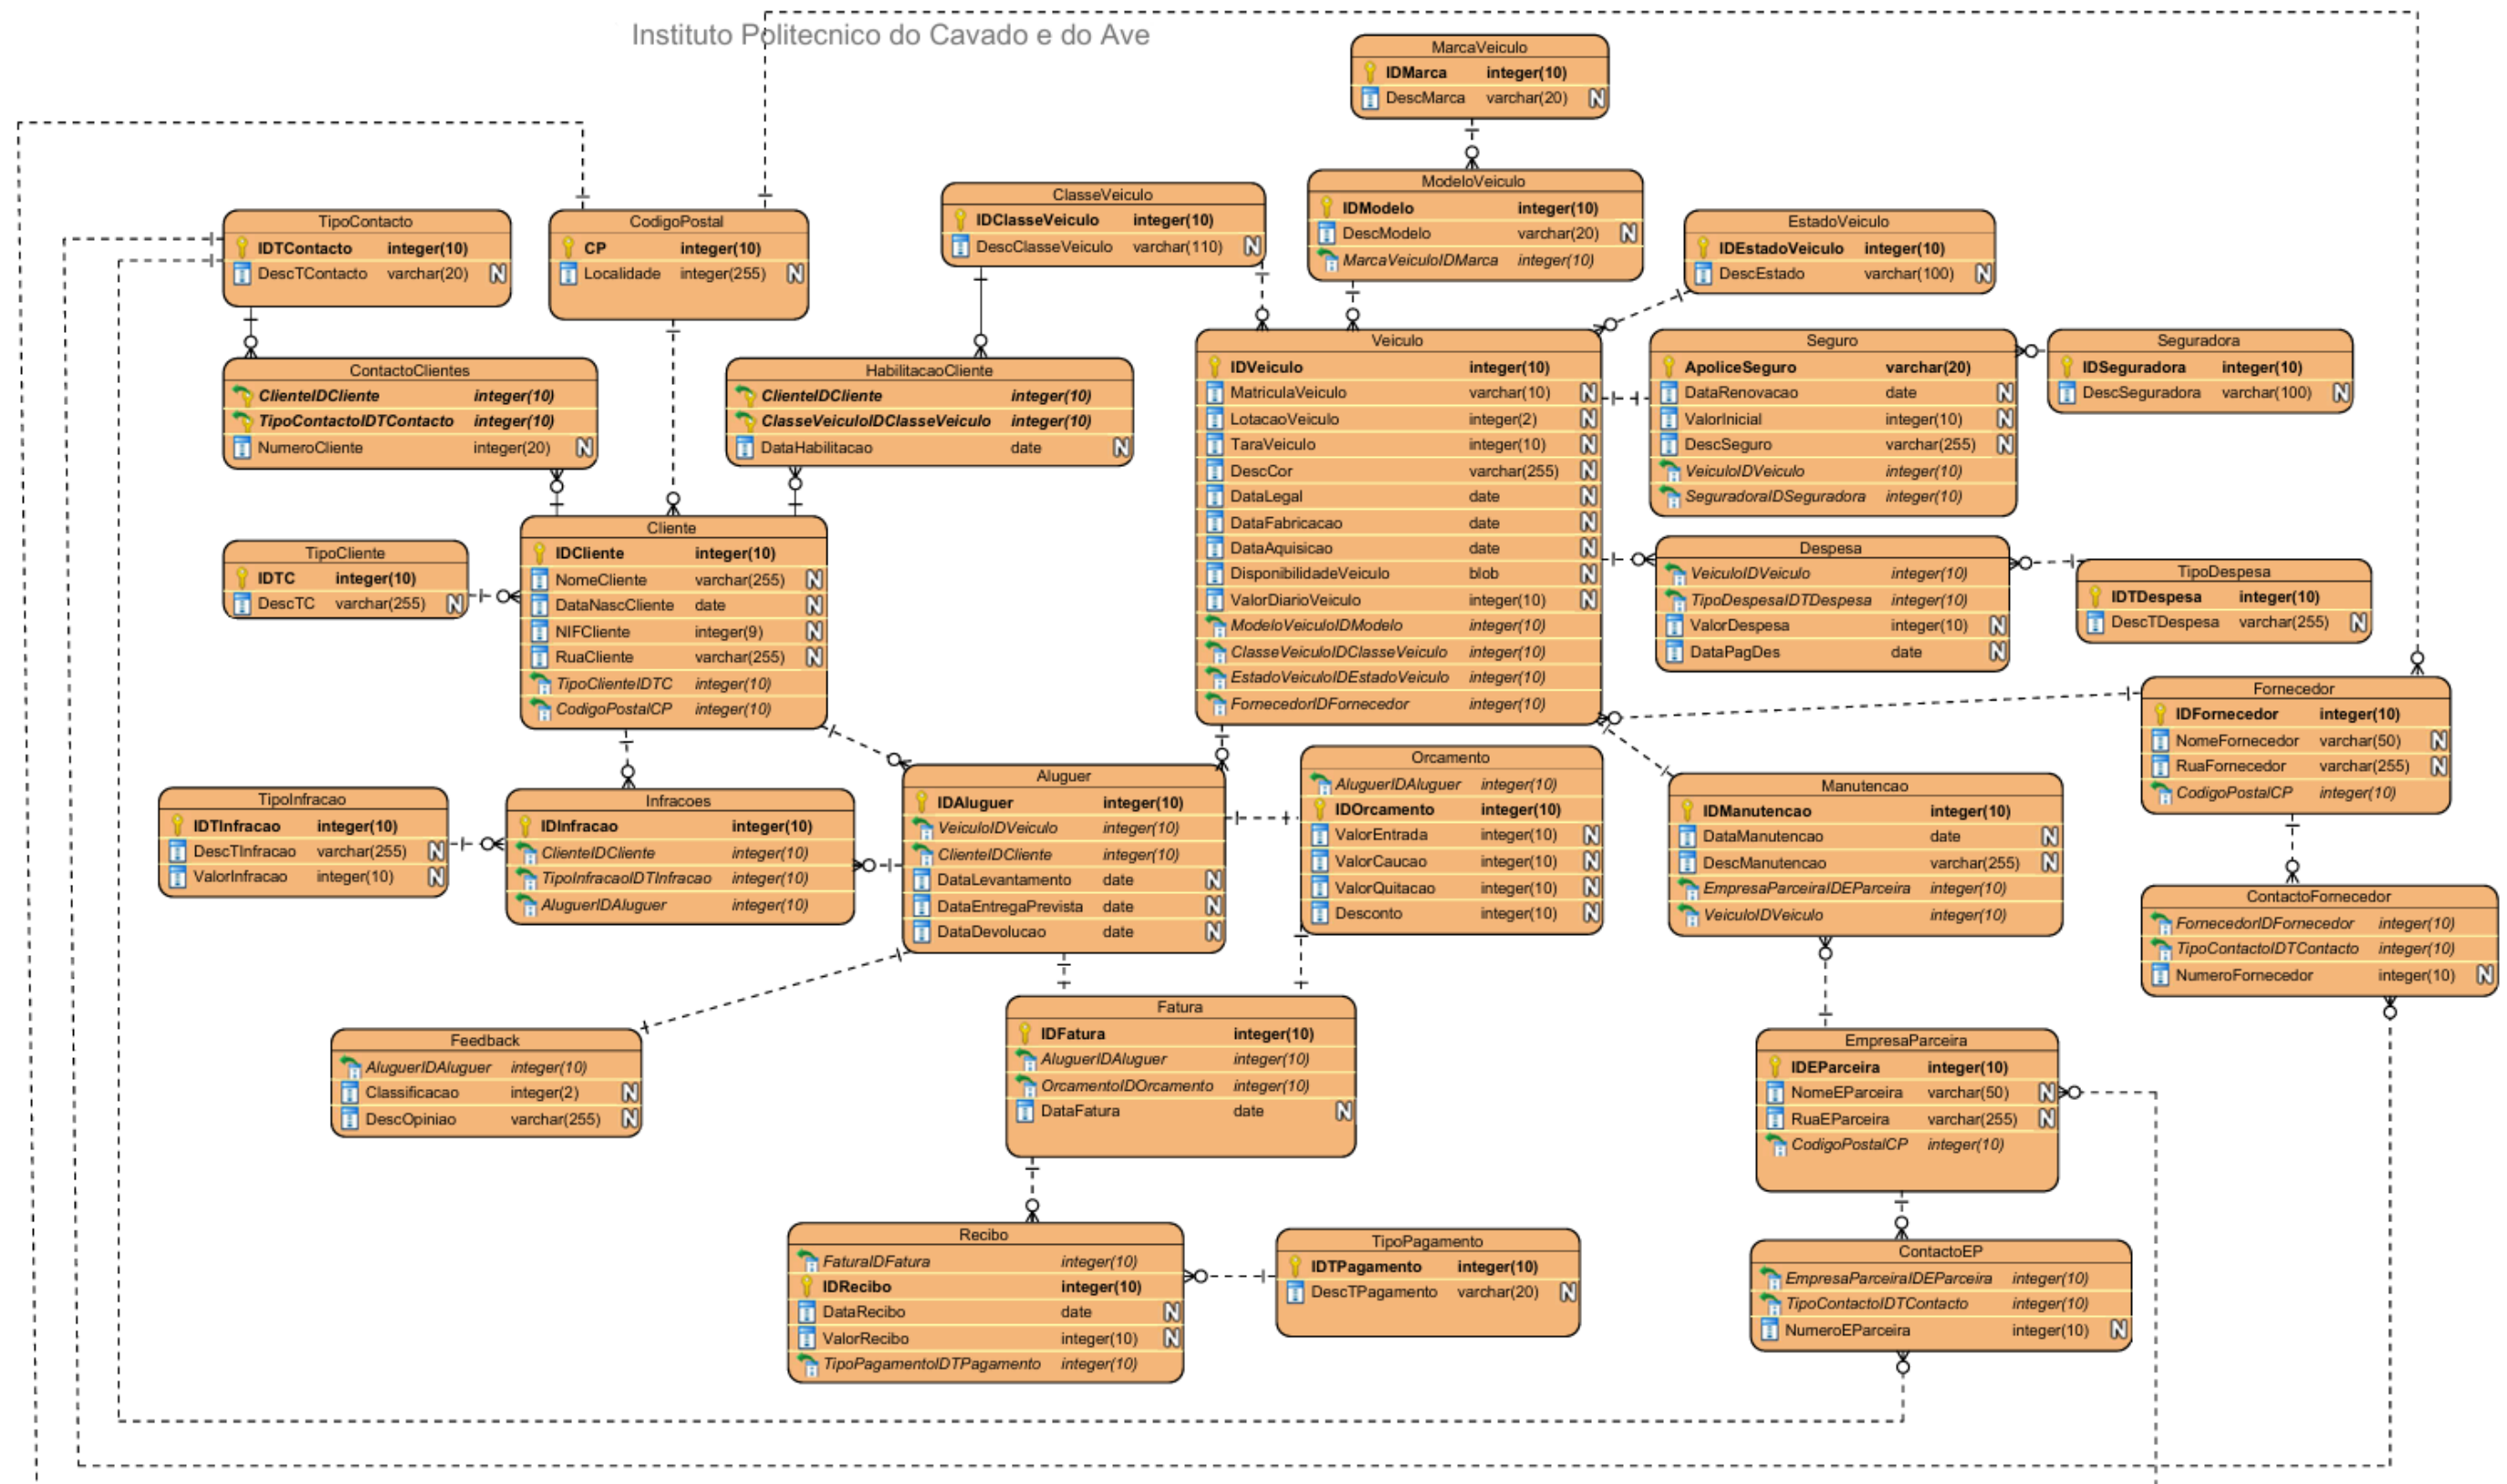 Instituto Politecnico do Cavado e do Ave
MarcaVeiculo
IDMarca integer(10)
DescMarca varchar(20) N
ModeloVeiculo
IDModelo integer(10)
DescModelo varchar(20) N
MarcaVeiculoIDMarca integer(10)
ClasseVeiculo
IDClasseVeiculo integer(10)
DescClasseVeiculo varchar(110) N
EstadoVeiculo
IDEstadoVeiculo integer(10)
DescEstado varchar(100) N
TipoContacto
IDTContacto integer(10)
DescTContacto varchar(20) N
CodigoPostal
CP integer(10)
Localidade integer(255) N
ContactoClientes
ClienteIDCliente integer(10)
TipoContactoIDTContacto integer(10)
NumeroCliente integer(20) N
HabilitacaoCliente
ClienteIDCliente integer(10)
ClasseVeiculoIDClasseVeiculo integer(10)
DataHabilitacao date N
Veiculo
IDVeiculo integer(10)
MatriculaVeiculo varchar(10) N
LotacaoVeiculo integer(2) N
TaraVeiculo integer(10) N
DescCor varchar(255) N
DataLegal date N
DataFabricacao date N
DataAquisicao date N
DisponibilidadeVeiculo blob N
ValorDiarioVeiculo integer(10) N
ModeloVeiculoIDModelo integer(10)
ClasseVeiculoIDClasseVeiculo integer(10)
EstadoVeiculoIDEstadoVeiculo integer(10)
FornecedorIDFornecedor integer(10)
Seguro
ApoliceSeguro varchar(20)
DataRenovacao date N
ValorInicial integer(10) N
DescSeguro varchar(255) N
VeiculoIDVeiculo integer(10)
SeguradoraIDSeguradora integer(10)
Seguradora
IDSeguradora integer(10)
DescSeguradora varchar(100) N
TipoCliente
IDTC integer(10)
DescTC varchar(255) N
Cliente
IDCliente integer(10)
NomeCliente varchar(255) N
DataNascCliente date N
NIFCliente integer(9) N
RuaCliente varchar(255) N
TipoClienteIDTC integer(10)
CodigoPostalCP integer(10)
Despesa
VeiculoIDVeiculo integer(10)
TipoDespesaIDTDespesa integer(10)
ValorDespesa integer(10) N
DataPagDes date N
TipoDespesa
IDTDespesa integer(10)
DescTDespesa varchar(255) N
Fornecedor
IDFornecedor integer(10)
NomeFornecedor varchar(50) N
RuaFornecedor varchar(255) N
CodigoPostalCP integer(10)
TipoInfracao
IDTInfracao integer(10)
DescTInfracao varchar(255) N
ValorInfracao integer(10) N
Infracoes
IDInfracao integer(10)
ClienteIDCliente integer(10)
TipoInfracaoIDTInfracao integer(10)
AluguerIDAluguer integer(10)
Aluguer
IDAluguer integer(10)
VeiculoIDVeiculo integer(10)
ClienteIDCliente integer(10)
DataLevantamento date N
DataEntregaPrevista date N
DataDevolucao date N
Orcamento
AluguerIDAluguer integer(10)
IDOrcamento integer(10)
ValorEntrada integer(10) N
ValorCaucao integer(10) N
ValorQuitacao integer(10) N
Desconto integer(10) N
Manutencao
IDManutencao integer(10)
DataManutencao date N
DescManutencao varchar(255) N
EmpresaParceiraIDEParceira integer(10)
VeiculoIDVeiculo integer(10)
ContactoFornecedor
FornecedorIDFornecedor integer(10)
TipoContactoIDTContacto integer(10)
NumeroFornecedor integer(10) N
Feedback
AluguerIDAluguer integer(10)
Classificacao integer(2) N
DescOpiniao varchar(255) N
Fatura
IDFatura integer(10)
AluguerIDAluguer integer(10)
OrcamentoIDOrcamento integer(10)
DataFatura date N
EmpresaParceira
IDEParceira integer(10)
NomeEParceira varchar(50) N
RuaEParceira varchar(255) N
CodigoPostalCP integer(10)
Recibo
FaturaIDFatura integer(10)
IDRecibo integer(10)
DataRecibo date N
ValorRecibo integer(10) N
TipoPagamentoIDTPagamento integer(10)
TipoPagamento
IDTPagamento integer(10)
DescTPagamento varchar(20) N
ContactoEP
EmpresaParceiraIDEParceira integer(10)
TipoContactoIDTContacto integer(10)
NumeroEParceira integer(10) N